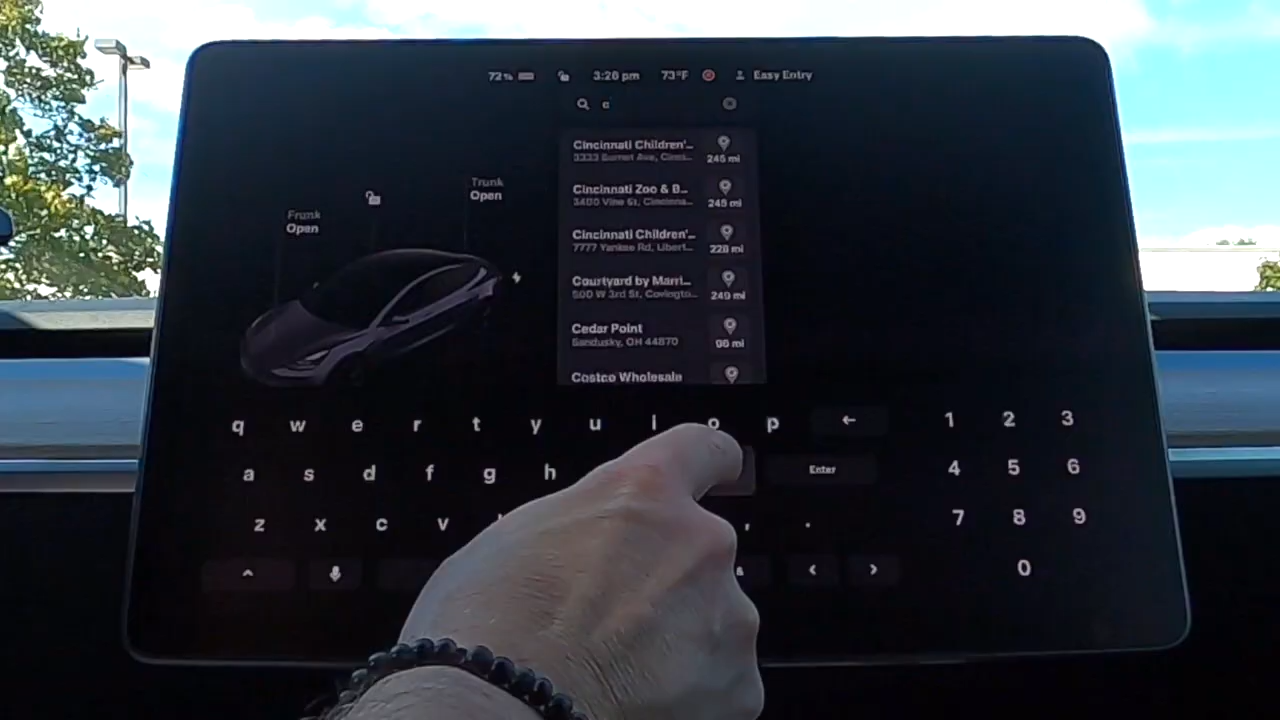 72% 3:26 pm 73°F Easy Entry
c
Cincinnati Children'...
3333 Burnet Ave, Cinci...
245 mi
Cincinnati Zoo & B...
3400 Vine St, Cincinna...
245 mi
Cincinnati Children'...
7777 Yankee Rd, Libert...
228 mi
Courtyard by Marri...
500 W 3rd St, Covingto...
249 mi
Cedar Point
Sandusky, OH 44870
96 mi
Costco Wholesale
Trunk
Open
Frunk
Open
q w e r t y u i o p ← 1 2 3
a s d f g h Enter 4 5 6
z x c v , . 7 8 9
& < > 0